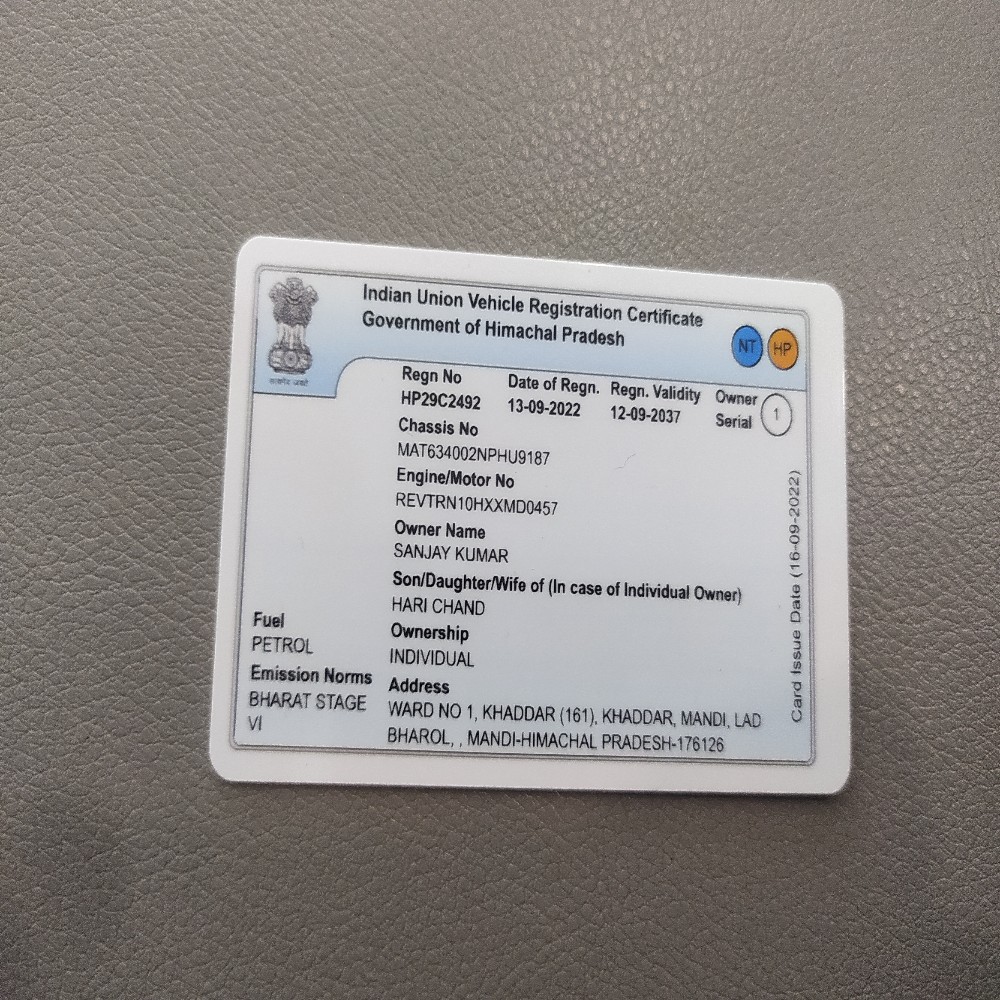 Indian Union Vehicle Registration Certificate
Government of Himachal Pradesh
NT HP
सत्यमेव जयते
Regn No Date of Regn. Regn. Validity Owner Serial 1
HP29C2492 13-09-2022 12-09-2037
Chassis No
MAT634002NPHU9187
Engine/Motor No
REVTRN10HXXMD0457
Owner Name
SANJAY KUMAR
Son/Daughter/Wife of (In case of Individual Owner)
HARI CHAND
Ownership
INDIVIDUAL
Address
WARD NO 1, KHADDAR (161), KHADDAR, MANDI, LAD
BHAROL, , MANDI-HIMACHAL PRADESH-176126
Fuel
PETROL
Emission Norms
BHARAT STAGE
VI
Card Issue Date (16-09-2022)